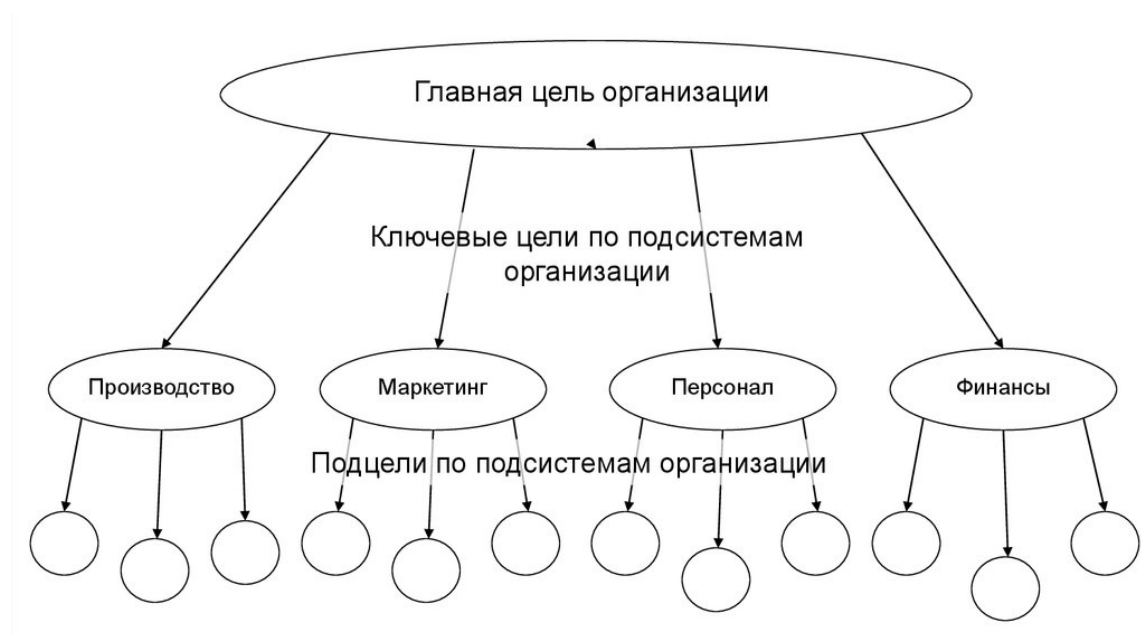 Главная цель организации
Ключевые цели по подсистемам
организации
Производство
Маркетинг
Персонал
Финансы
Подцели по подсистемам организации